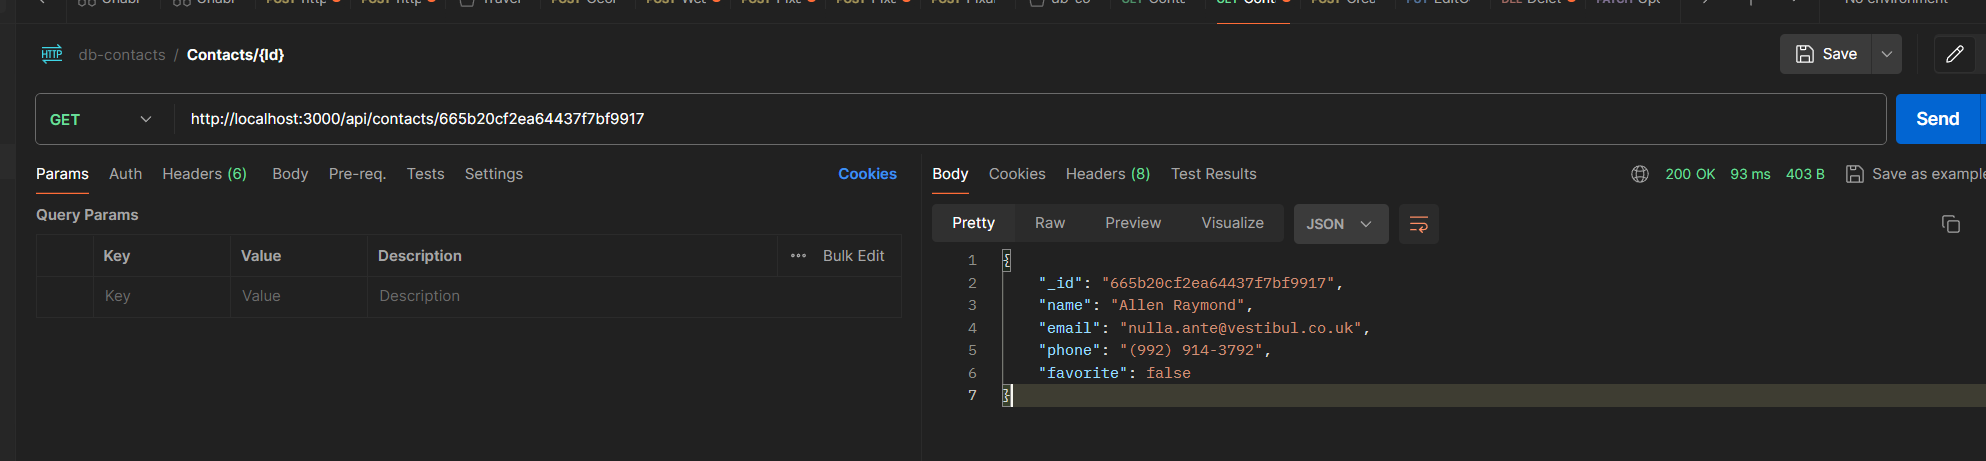 No environment
HTTP db-contacts / Contacts/{Id}
Save
GET http://localhost:3000/api/contacts/665b20cf2ea64437f7bf9917 Send
Params Auth Headers (6) Body Pre-req. Tests Settings Cookies
Query Params
Key Value Description Bulk Edit
Key Value Description
Body Cookies Headers (8) Test Results 200 OK 93 ms 403 B Save as example
Pretty Raw Preview Visualize JSON
1 {
2 "_id": "665b20cf2ea64437f7bf9917",
3 "name": "Allen Raymond",
4 "email": "nulla.ante@vestibul.co.uk",
5 "phone": "(992) 914-3792",
6 "favorite": false
7 }